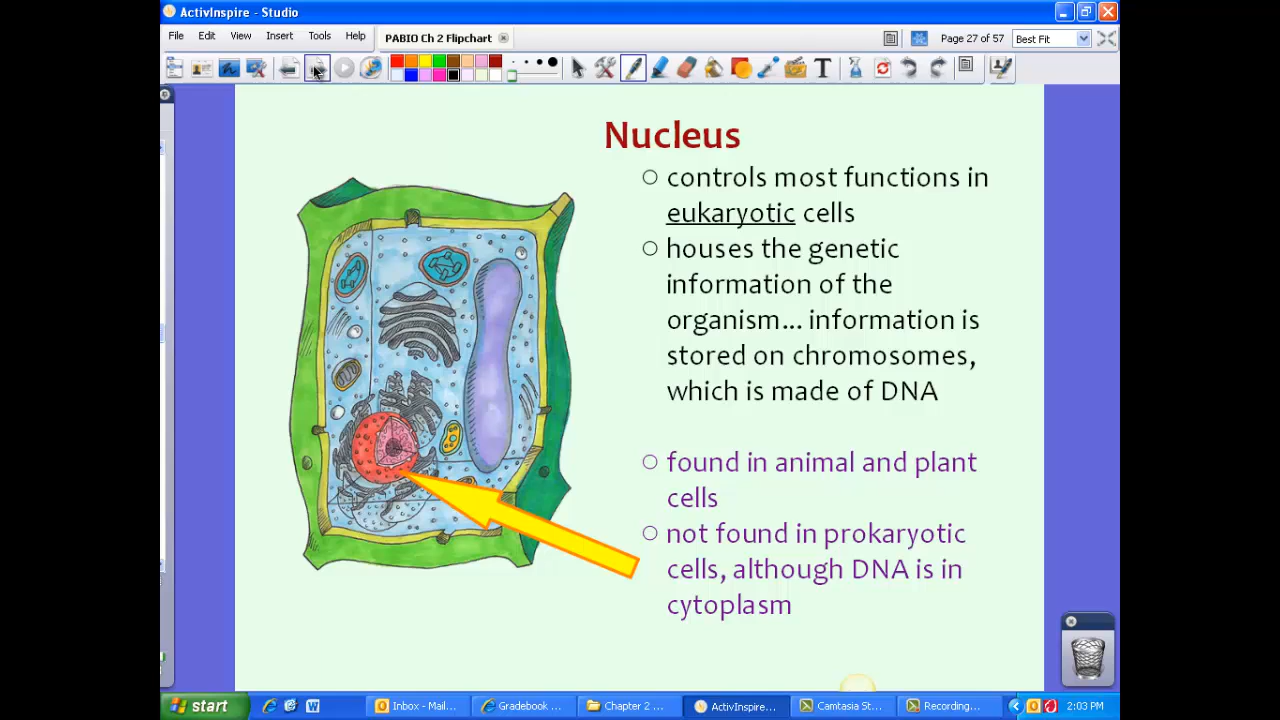 ActivInspire - Studio
File Edit View Insert Tools Help
PABIO Ch 2 Flipchart
Page 27 of 57
Best Fit
Nucleus
○ controls most functions in
eukaryotic cells
○ houses the genetic
information of the
organism... information is
stored on chromosomes,
which is made of DNA
○ found in animal and plant
cells
○ not found in prokaryotic
cells, although DNA is in
cytoplasm
start
Inbox - Mail...
Gradebook ...
Chapter 2 ...
ActivInspire...
Camtasia St...
Recording...
2:03 PM